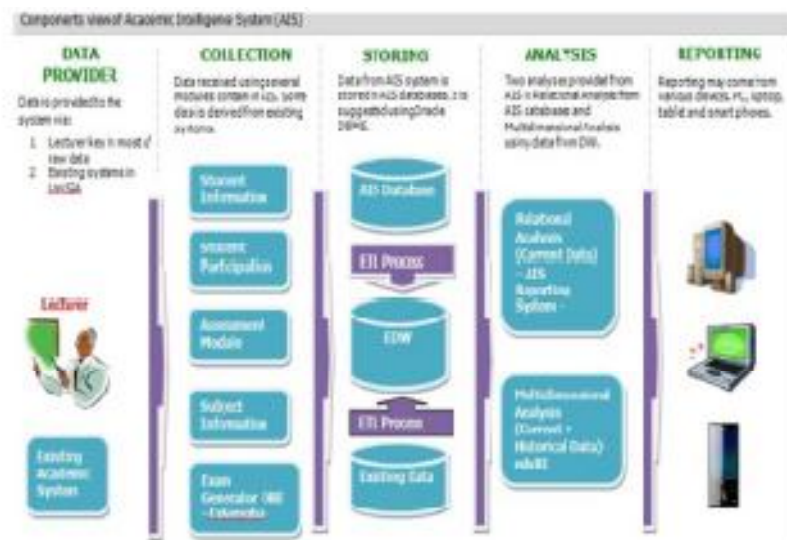 Components view of Academic Intelligence System (AIS)
DATA
PROVIDER
Data is provided to the
system via:
1 Lecturer key in most of
raw data
2 Existing systems in
Lecturer
Existing
Academic
System
COLLECTION
Data received using several
modules contain in AIS. Some
data is derived from existing
systems.
Student
Information
Student
Participation
Assessment
Module
Subject
Information
Exam
Generator
STORING
Data from AIS system is
stored in AIS databases. It is
suggested using Oracle
DBMS.
AIS Database
ETL Process
EDW
ETL Process
Existing Data
ANALYSIS
Two analyses provided from
AIS is Relational Analysis from
AIS database and
Multidimensional Analysis
using data from DW.
Relational
Analysis
(Current Data)
- AIS
Reporting
System -
Multidimensional
Analysis
(Current +
Historical Data)
REPORTING
Reporting may come from
various devices, PC, laptop,
tablet and smart phones.